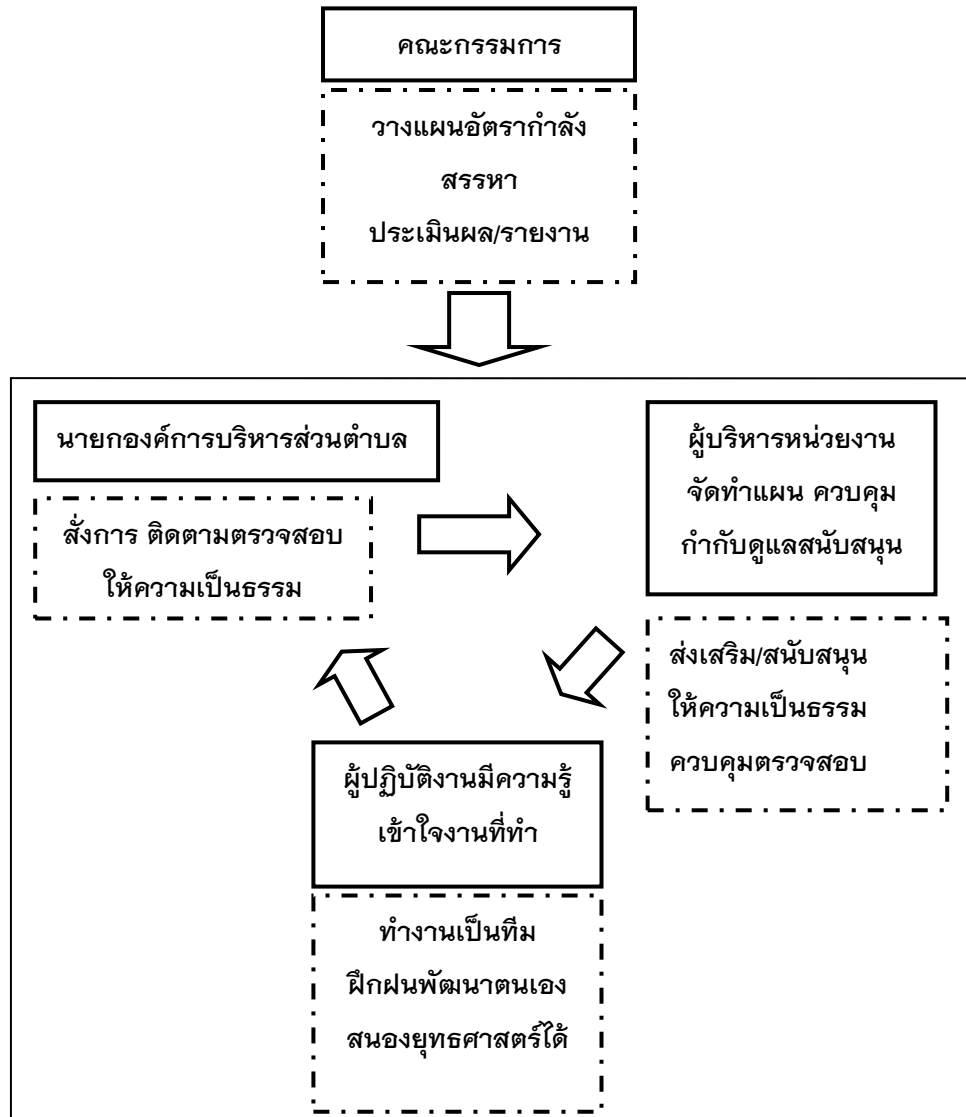 คณะกรรมการ
วางแผนอัตรากำลัง
สรรหา
ประเมินผล/รายงาน
นายกองค์การบริหารส่วนตำบล
สั่งการ ติดตามตรวจสอบ
ให้ความเป็นธรรม
ผู้บริหารหน่วยงาน
จัดทำแผน ควบคุม
กำกับดูแลสนับสนุน
ส่งเสริม/สนับสนุน
ให้ความเป็นธรรม
ควบคุมตรวจสอบ
ผู้ปฏิบัติงานมีความรู้
เข้าใจงานที่ทำ
ทำงานเป็นทีม
ฝึกฝนพัฒนาตนเอง
สนองยุทธศาสตร์ได้